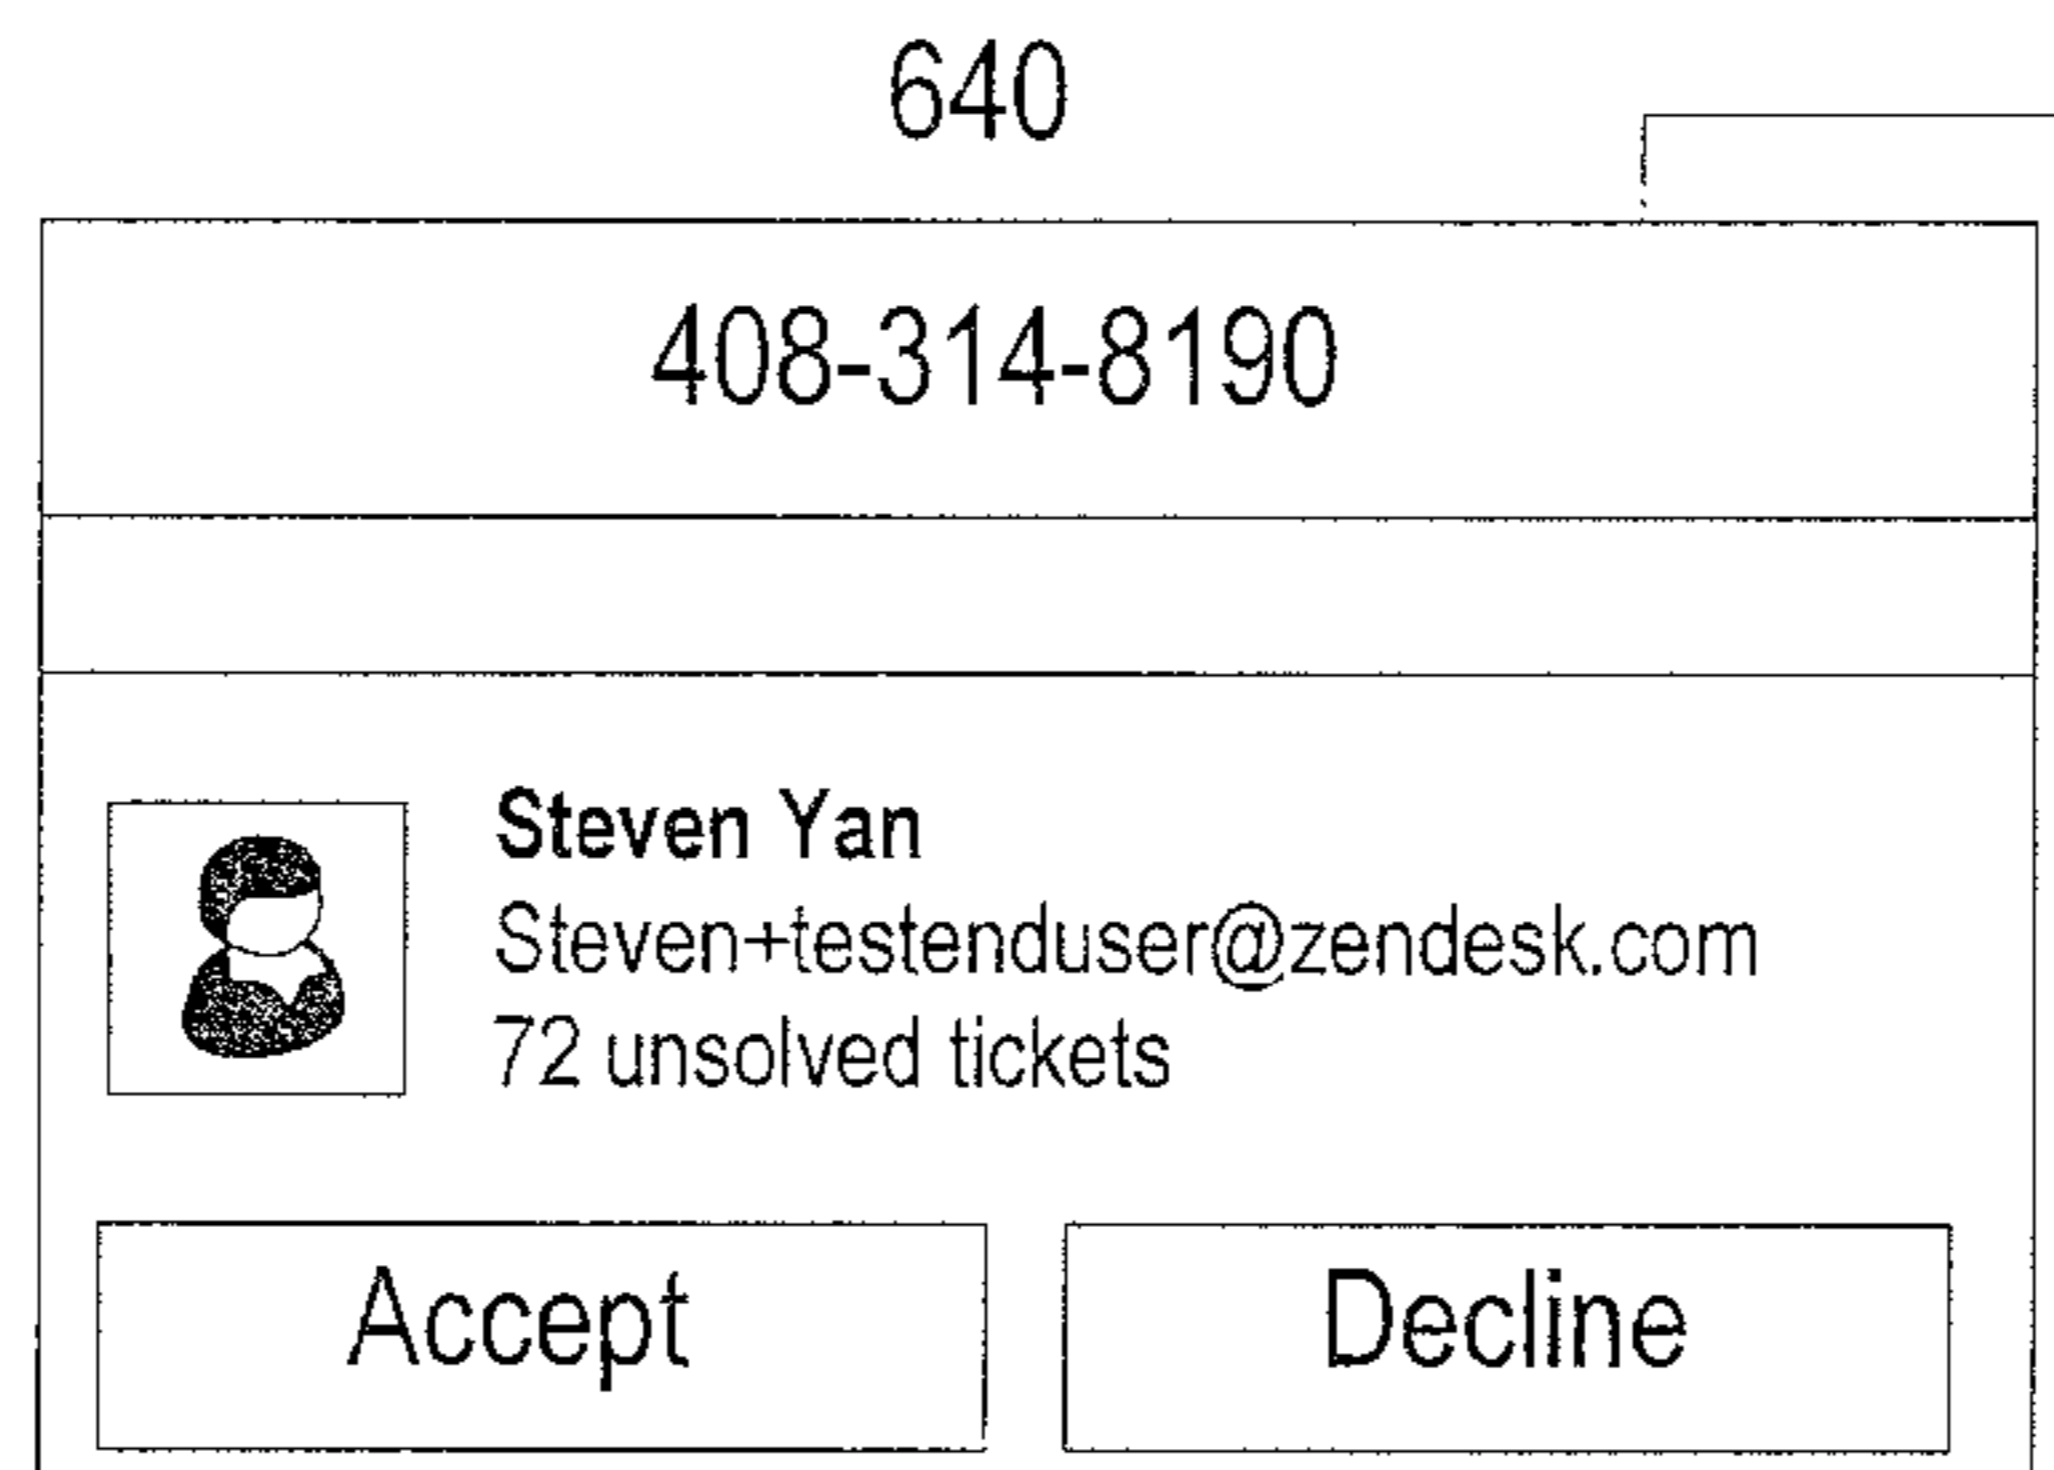 640
408-314-8190
Steven Yan
Steven+testenduser@zendesk.com
72 unsolved tickets
Accept
Decline